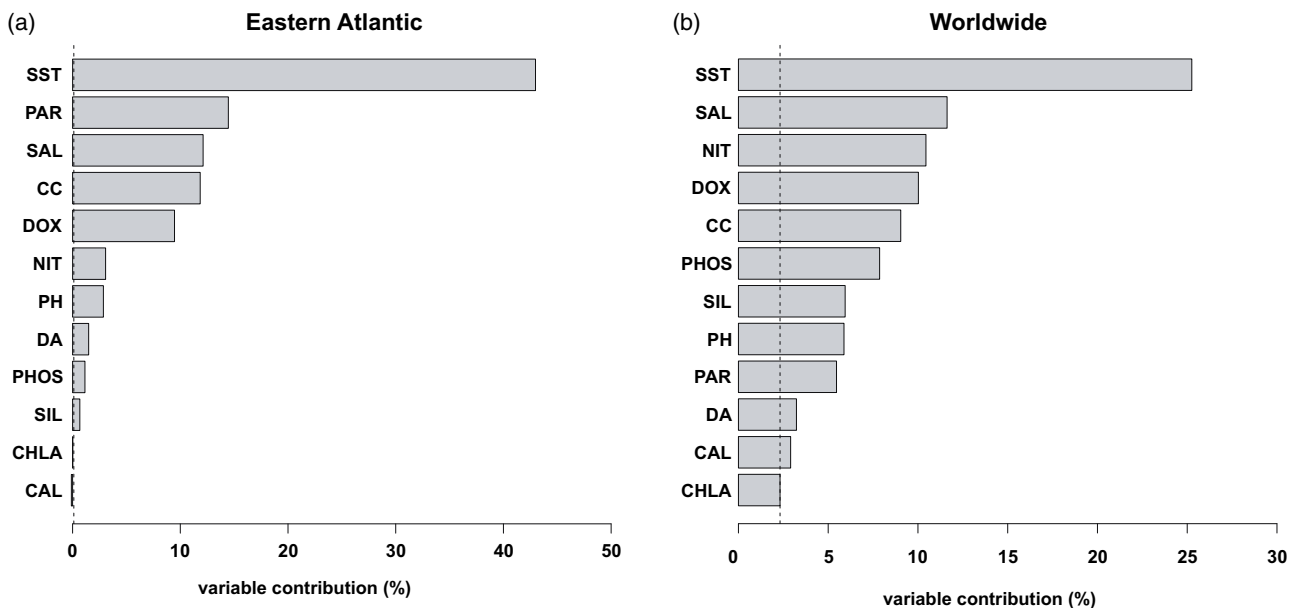 (a)
Eastern Atlantic
SST
PAR
SAL
CC
DOX
NIT
PH
DA
PHOS
SIL
CHLA
CAL
0 10 20 30 40 50
variable contribution (%)
(b)
Worldwide
SST
SAL
NIT
DOX
CC
PHOS
SIL
PH
PAR
DA
CAL
CHLA
0 5 10 15 20 25 30
variable contribution (%)